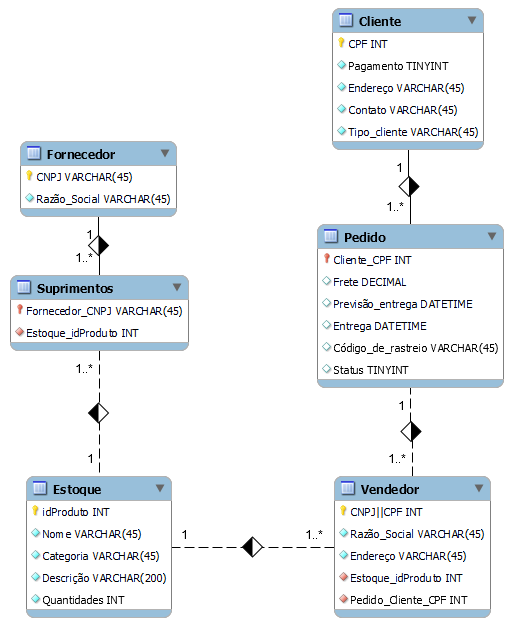 Cliente
CPF INT
Pagamento TINYINT
Endereço VARCHAR(45)
Contato VARCHAR(45)
Tipo_cliente VARCHAR(45)
1
1..*
Fornecedor
CNPJ VARCHAR(45)
Razão_Social VARCHAR(45)
1
1..*
Pedido
Cliente_CPF INT
Frete DECIMAL
Previsão_entrega DATETIME
Entrega DATETIME
Código_de_rastreio VARCHAR(45)
Status TINYINT
Suprimentos
Fornecedor_CNPJ VARCHAR(45)
Estoque_idProduto INT
1..*
1
1
1..*
Estoque
idProduto INT
Nome VARCHAR(45)
Categoria VARCHAR(45)
Descrição VARCHAR(200)
Quantidades INT
1
1..*
Vendedor
CNPJ||CPF INT
Razão_Social VARCHAR(45)
Endereço VARCHAR(45)
Estoque_idProduto INT
Pedido_Cliente_CPF INT